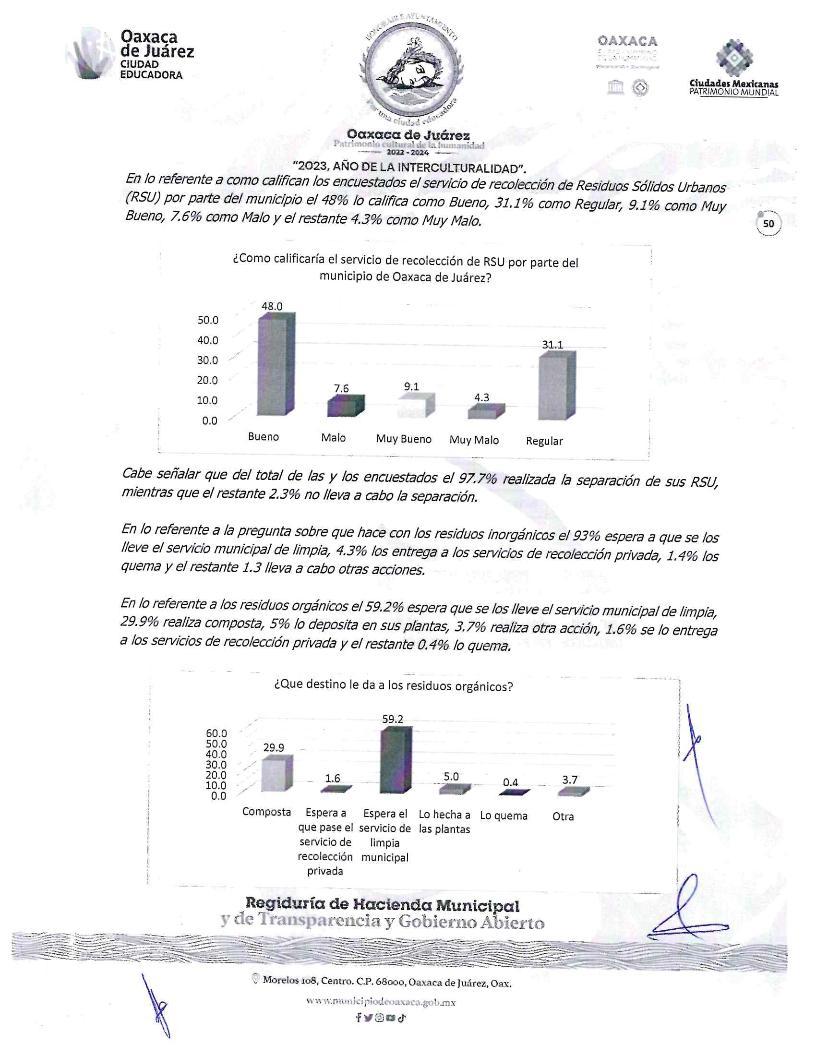 Oaxaca
de Juárez
CIUDAD
EDUCADORA
HONORABLE AYUNTAMIENTO
Por una ciudad educadora
Oaxaca de Juárez
Patrimonio cultural de la humanidad
2022 - 2024
OAXACA
Ciudades Mexicanas
PATRIMONIO MUNDIAL
"2023, AÑO DE LA INTERCULTURALIDAD".
En lo referente a como califican los encuestados el servicio de recolección de Residuos Sólidos Urbanos
(RSU) por parte del municipio el 48% lo califica como Bueno, 31.1% como Regular, 9.1% como Muy
Bueno, 7.6% como Malo y el restante 4.3% como Muy Malo.
50
¿Como calificaría el servicio de recolección de RSU por parte del
municipio de Oaxaca de Juárez?
48.0
50.0
40.0
30.0
20.0
10.0
0.0
7.6
9.1
4.3
31.1
Bueno
Malo
Muy Bueno
Muy Malo
Regular
Cabe señalar que del total de las y los encuestados el 97.7% realizada la separación de sus RSU,
mientras que el restante 2.3% no lleva a cabo la separación.
En lo referente a la pregunta sobre que hace con los residuos inorgánicos el 93% espera a que se los
lleve el servicio municipal de limpia, 4.3% los entrega a los servicios de recolección privada, 1.4% los
quema y el restante 1.3 lleva a cabo otras acciones.
En lo referente a los residuos orgánicos el 59.2% espera que se los lleve el servicio municipal de limpia,
29.9% realiza composta, 5% lo deposita en sus plantas, 3.7% realiza otra acción, 1.6% se lo entrega
a los servicios de recolección privada y el restante 0.4% lo quema.
¿Que destino le da a los residuos orgánicos?
60.0
50.0
40.0
30.0
20.0
10.0
0.0
29.9
1.6
59.2
5.0
0.4
3.7
Composta
Espera a
que pase el
servicio de
recolección
privada
Espera el
servicio de
limpia
municipal
Lo hecha a
las plantas
Lo quema
Otra
Regiduría de Hacienda Municipal
y de Transparencia y Gobierno Abierto
Morelos 108, Centro. C.P. 68000, Oaxaca de Juárez, Oax.
www.municipiodeoaxaca.gob.mx